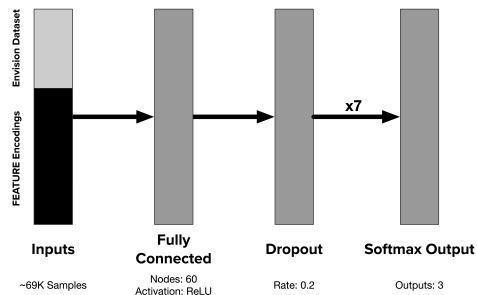 Envision Dataset
FEATURE Encodings
x7
Inputs
Fully
Connected
Dropout
Softmax Output
~69K Samples
Nodes: 60
Activation: ReLU
Rate: 0.2
Outputs: 3